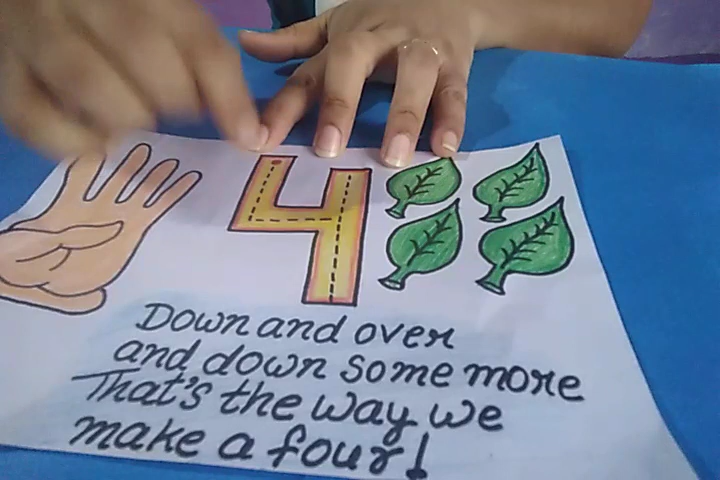 4
Down and over
and down some more
That's the way we
make a four!